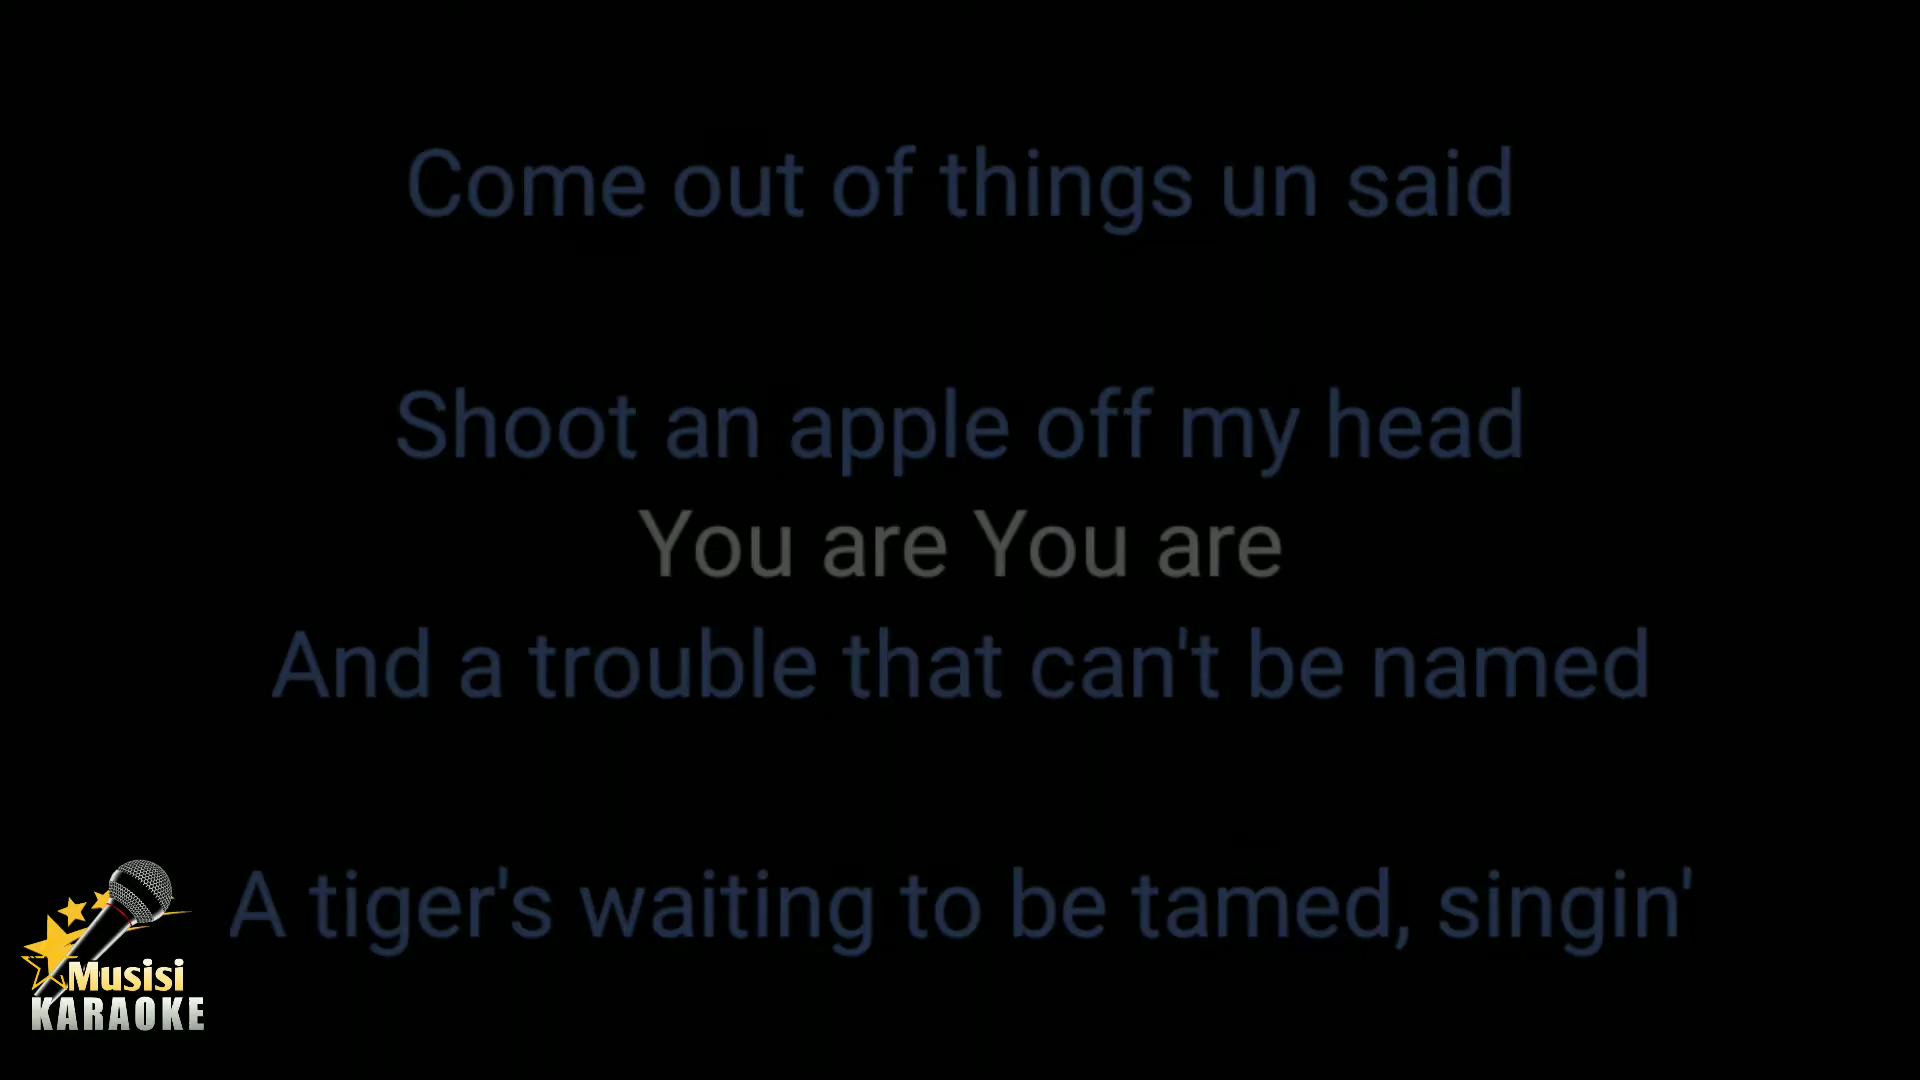 Come out of things un said
Shoot an apple off my head
You are You are
And a trouble that can't be named
A tiger's waiting to be tamed, singin'
Musisi
KARAOKE